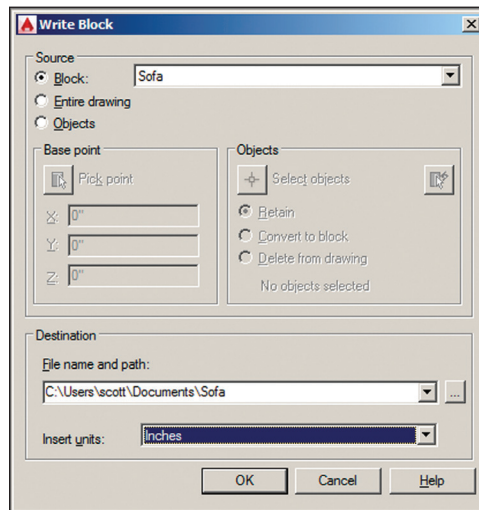 Write Block
Source
Block: Sofa
Entire drawing
Objects
Base point
Pick point
X: 0"
Y: 0"
Z: 0"
Objects
Select objects
Retain
Convert to block
Delete from drawing
No objects selected
Destination
File name and path:
C:\Users\scott\Documents\Sofa ...
Insert units: Inches
OK Cancel Help